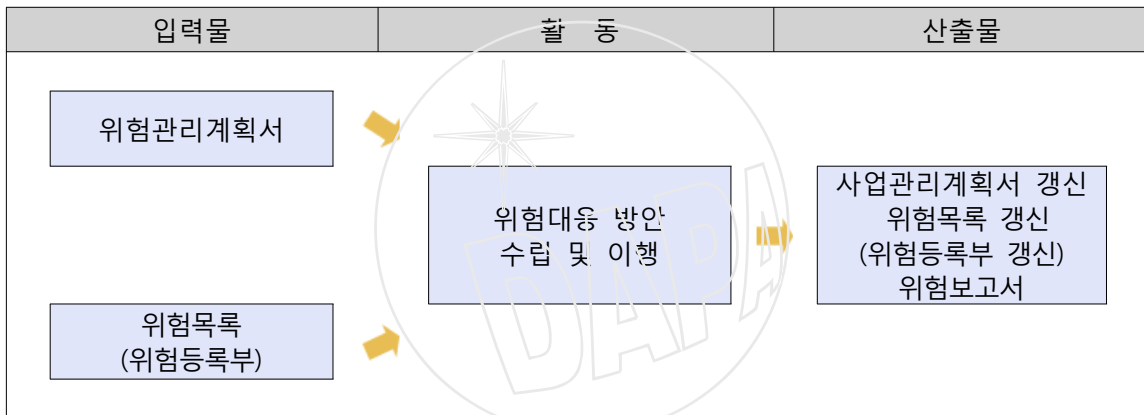 입력물
활 동
산출물
위험관리계획서
위험목록
(위험등록부)
위험대응 방안
수립 및 이행
사업관리계획서 갱신
위험목록 갱신
(위험등록부 갱신)
위험보고서
DAPA